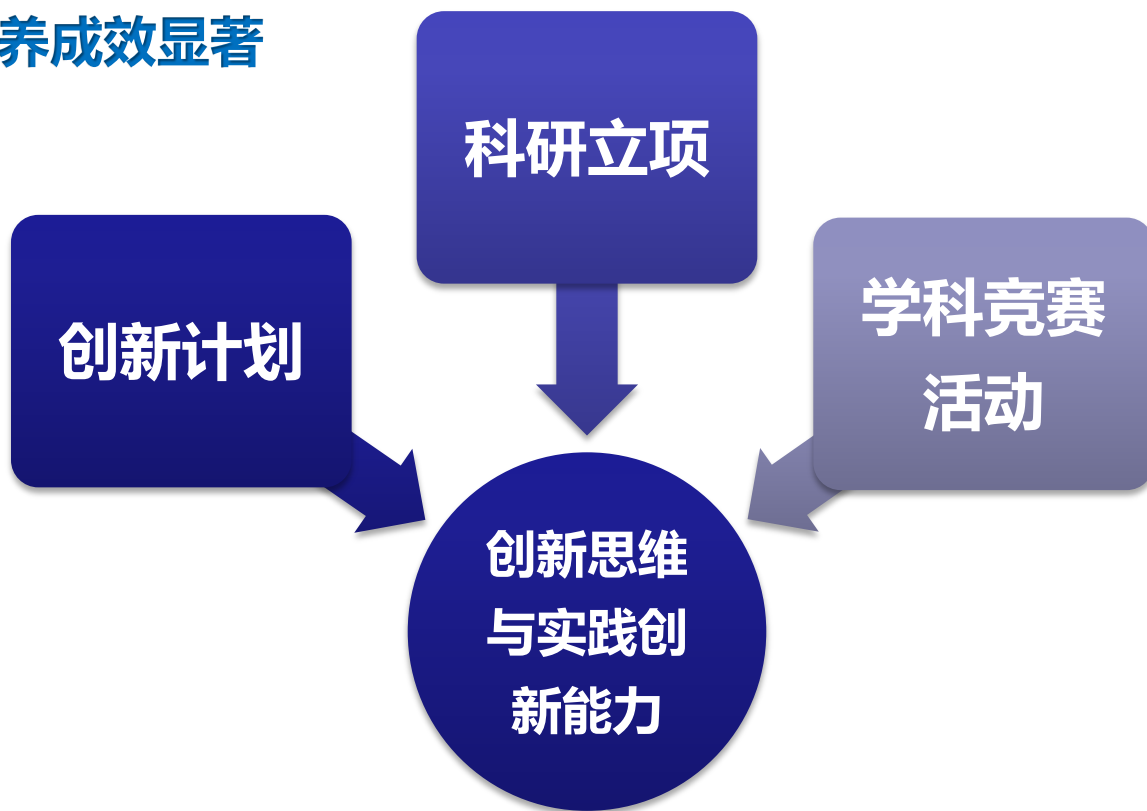 养成效显著
科研立项
创新计划
学科竞赛
活动
创新思维
与实践创
新能力